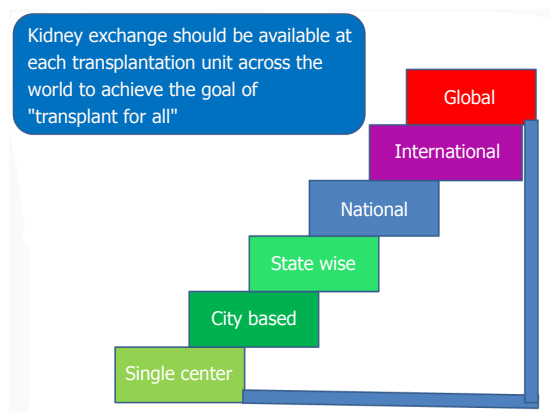 Kidney exchange should be available at
each transplantation unit across the
world to achieve the goal of
"transplant for all"
Global
International
National
State wise
City based
Single center